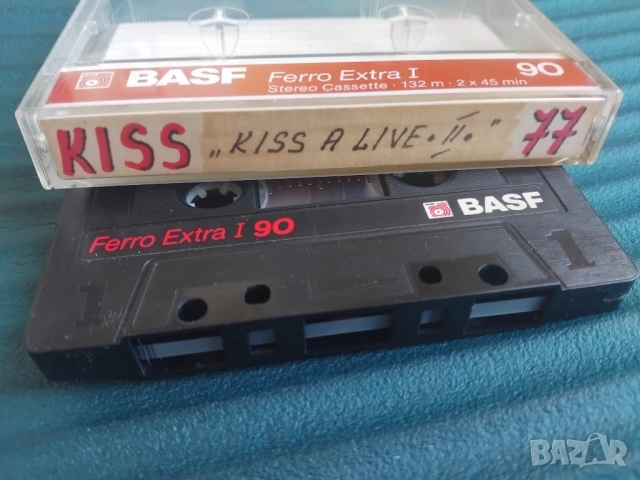 BASF Ferro Extra I 90
Stereo Cassette · 132 m · 2 x 45 min
KISS „KISS A LIVE·II·" 77
Ferro Extra I 90 BASF
1 1
BAZAR